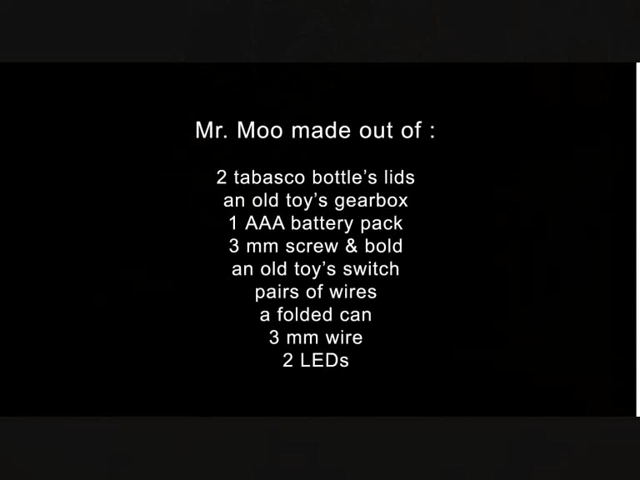 Mr. Moo made out of :
2 tabasco bottle's lids
an old toy's gearbox
1 AAA battery pack
3 mm screw & bold
an old toy's switch
pairs of wires
a folded can
3 mm wire
2 LEDs